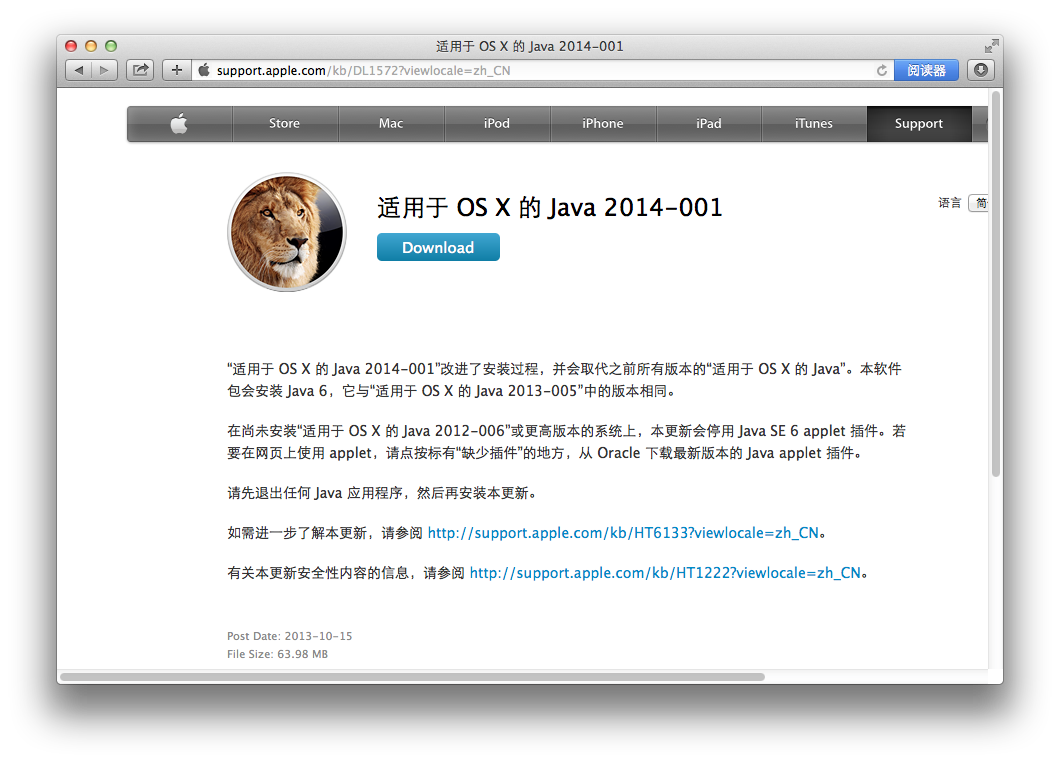 适用于 OS X 的 Java 2014-001
support.apple.com/kb/DL1572?viewlocale=zh_CN
阅读器
Store
Mac
iPod
iPhone
iPad
iTunes
Support
适用于 OS X 的 Java 2014-001
语言
简
Download
“适用于 OS X 的 Java 2014-001”改进了安装过程，并会取代之前所有版本的“适用于 OS X 的 Java”。本软件
包会安装 Java 6，它与“适用于 OS X 的 Java 2013-005”中的版本相同。
在尚未安装“适用于 OS X 的 Java 2012-006”或更高版本的系统上，本更新会停用 Java SE 6 applet 插件。若
要在网页上使用 applet，请点按标有“缺少插件”的地方，从 Oracle 下载最新版本的 Java applet 插件。
请先退出任何 Java 应用程序，然后再安装本更新。
如需进一步了解本更新，请参阅 http://support.apple.com/kb/HT6133?viewlocale=zh_CN。
有关本更新安全性内容的信息，请参阅 http://support.apple.com/kb/HT1222?viewlocale=zh_CN。
Post Date: 2013-10-15
File Size: 63.98 MB